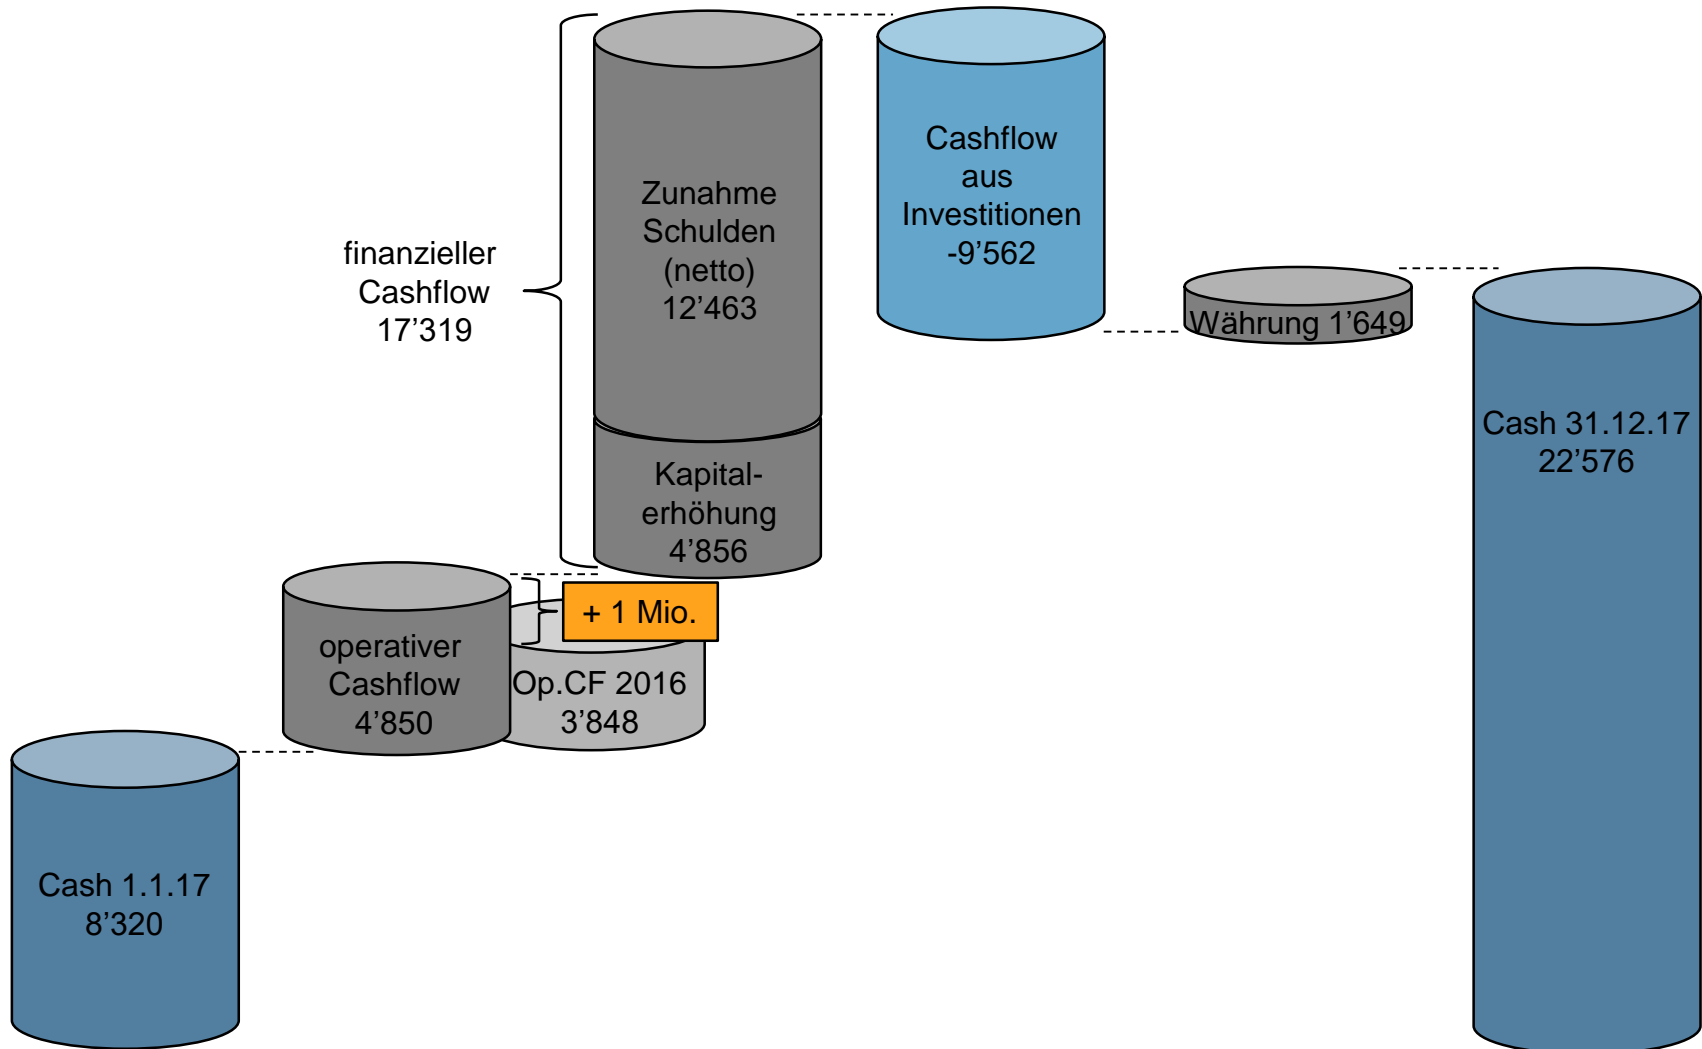 Cash 1.1.17
8’320
operativer
Cashflow
4’850
Op.CF 2016
3’848
+ 1 Mio.
finanzieller
Cashflow
17’319
Zunahme
Schulden
(netto)
12’463
Kapital-
erhöhung
4’856
Cashflow
aus
Investitionen
-9’562
Währung 1’649
Cash 31.12.17
22’576